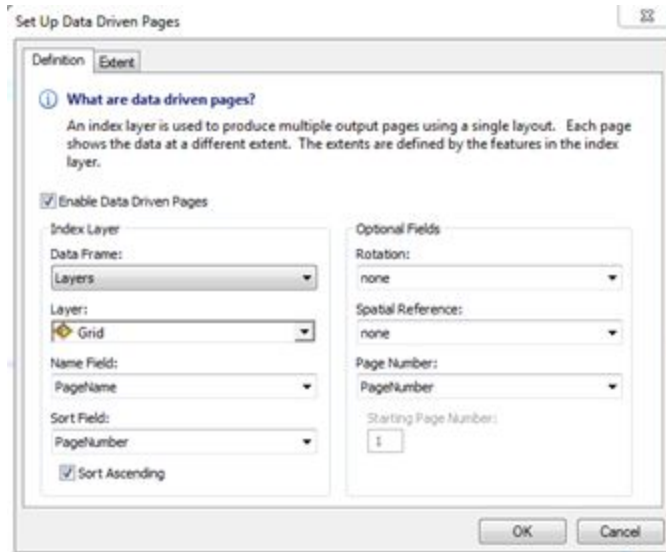 Set Up Data Driven Pages
Definition
Extent
What are data driven pages?
An index layer is used to produce multiple output pages using a single layout. Each page
shows the data at a different extent. The extents are defined by the features in the index
layer.
Enable Data Driven Pages
Index Layer
Data Frame:
Layers
Layer:
Grid
Name Field:
PageName
Sort Field:
PageNumber
Sort Ascending
Optional Fields
Rotation:
none
Spatial Reference:
none
Page Number:
PageNumber
Starting Page Number:
1
OK
Cancel